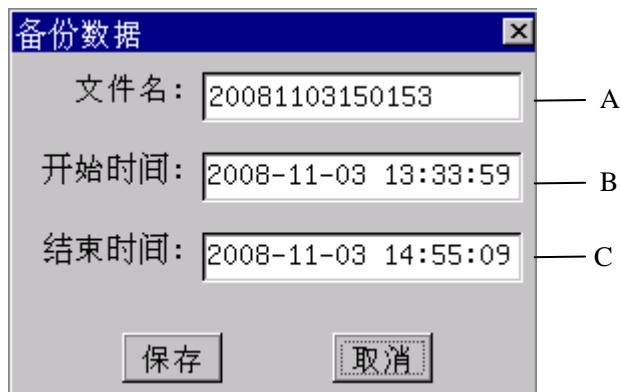 备份数据
文件名: 20081103150153 A
开始时间: 2008-11-03 13:33:59 B
结束时间: 2008-11-03 14:55:09 C
保存 取消